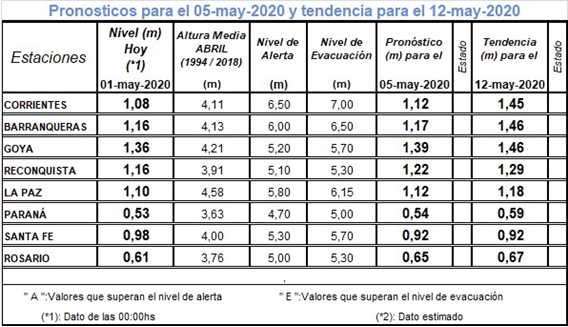 Pronosticos para el 05-may-2020 y tendencia para el 12-may-2020
Estaciones | Nivel (m) Hoy (*1) 01-may-2020 | Altura Media ABRIL (1994 / 2018) (m) | Nivel de Alerta (m) | Nivel de Evacuación (m) | Pronóstico (m) para el 05-may-2020 | Estado | Tendencia (m) para el 12-may-2020 | Estado
CORRIENTES 1,08 4,11 6,50 7,00 1,12 1,45
BARRANQUERAS 1,16 4,13 6,00 6,50 1,17 1,46
GOYA 1,36 4,21 5,20 5,70 1,39 1,46
RECONQUISTA 1,16 3,91 5,10 5,30 1,22 1,29
LA PAZ 1,10 4,58 5,80 6,15 1,12 1,18
PARANÁ 0,53 3,63 4,70 5,00 0,54 0,59
SANTA FE 0,98 4,00 5,30 5,70 0,92 0,92
ROSARIO 0,61 3,76 5,00 5,30 0,65 0,67
,
" A ":Valores que superan el nivel de alerta " E ":Valores que superan el nivel de evacuación
(*1): Dato de las 00:00hs (*2): Dato estimado